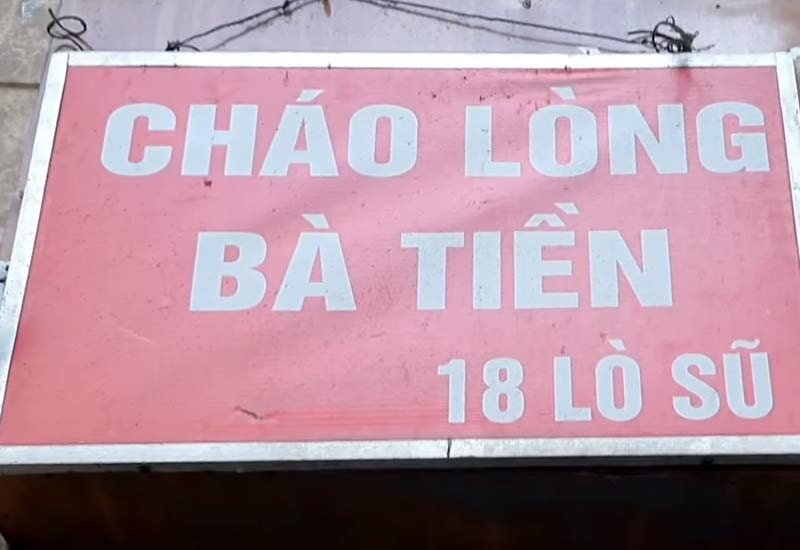 CHÁO LÒNG
BÀ TIỀN
18 LÒ SŨ